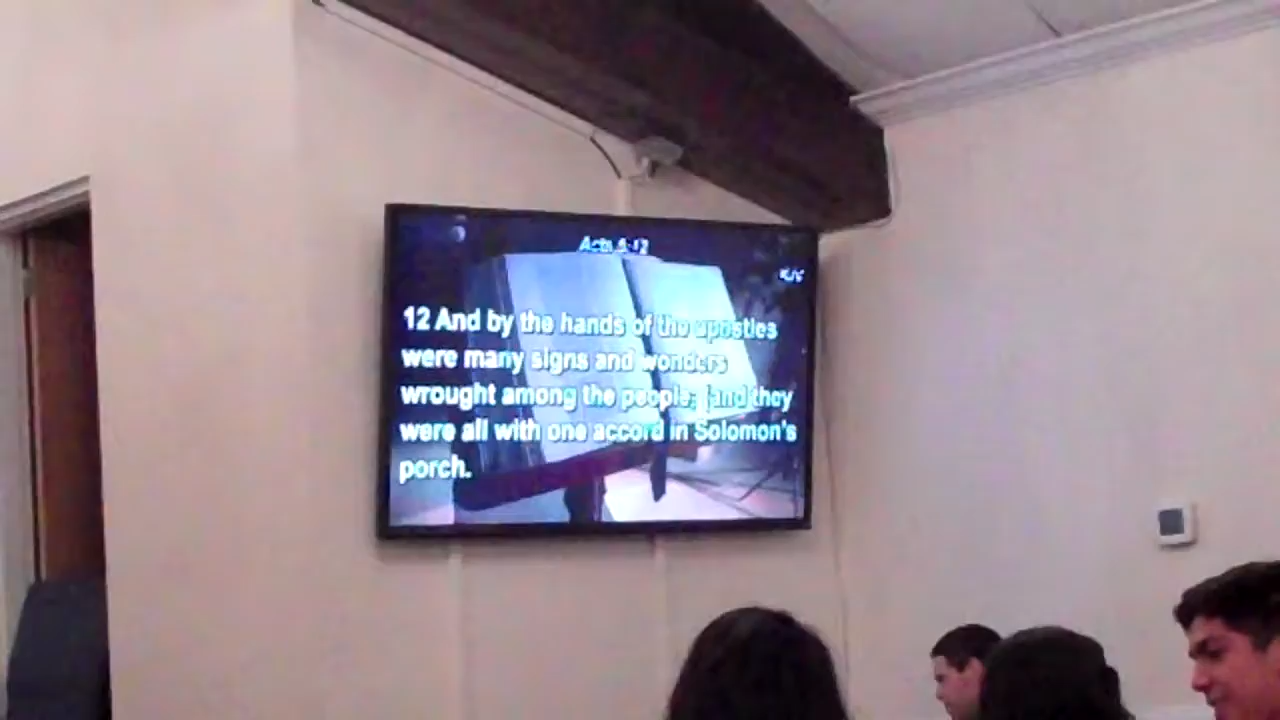 Acts 5:12
KJV
12 And by the hands of the apostles
were many signs and wonders
wrought among the people; (and they
were all with one accord in Solomon's
porch.